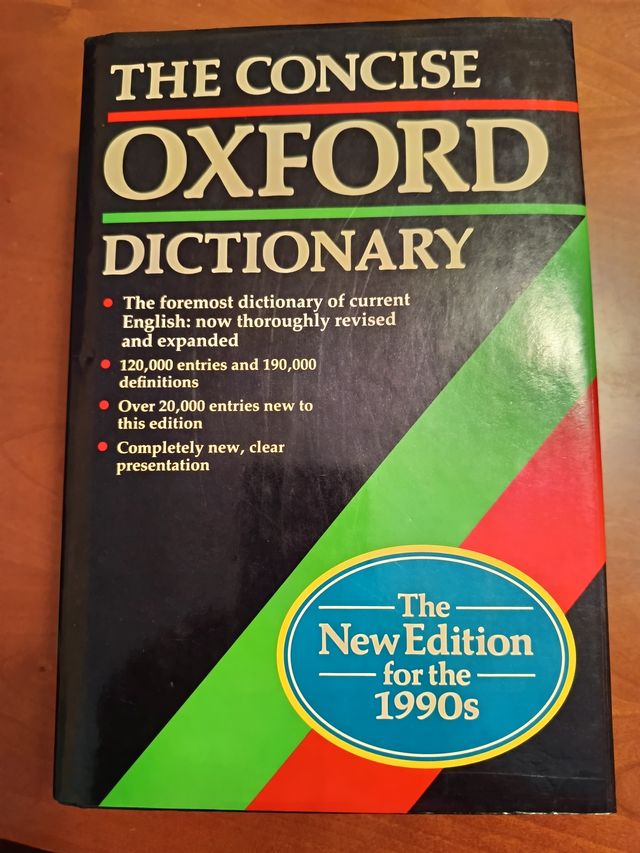 THE CONCISE
OXFORD
DICTIONARY
• The foremost dictionary of current
English: now thoroughly revised
and expanded
• 120,000 entries and 190,000
definitions
• Over 20,000 entries new to
this edition
• Completely new, clear
presentation
The
New Edition
for the
1990s